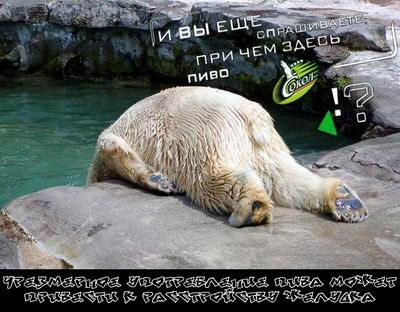 И ВЫ ЕЩЕ
СПРАШИВАЕТЕ,
ПРИ ЧЕМ ЗДЕСЬ
ПИВО
СОКОЛ
!?
ЧРЕЗМЕРНОЕ УПОТРЕБЛЕНИЕ ПИВА МОЖЕТ
ПРИВЕСТИ К РАССТРОЙСТВУ ЖЕЛУДКА